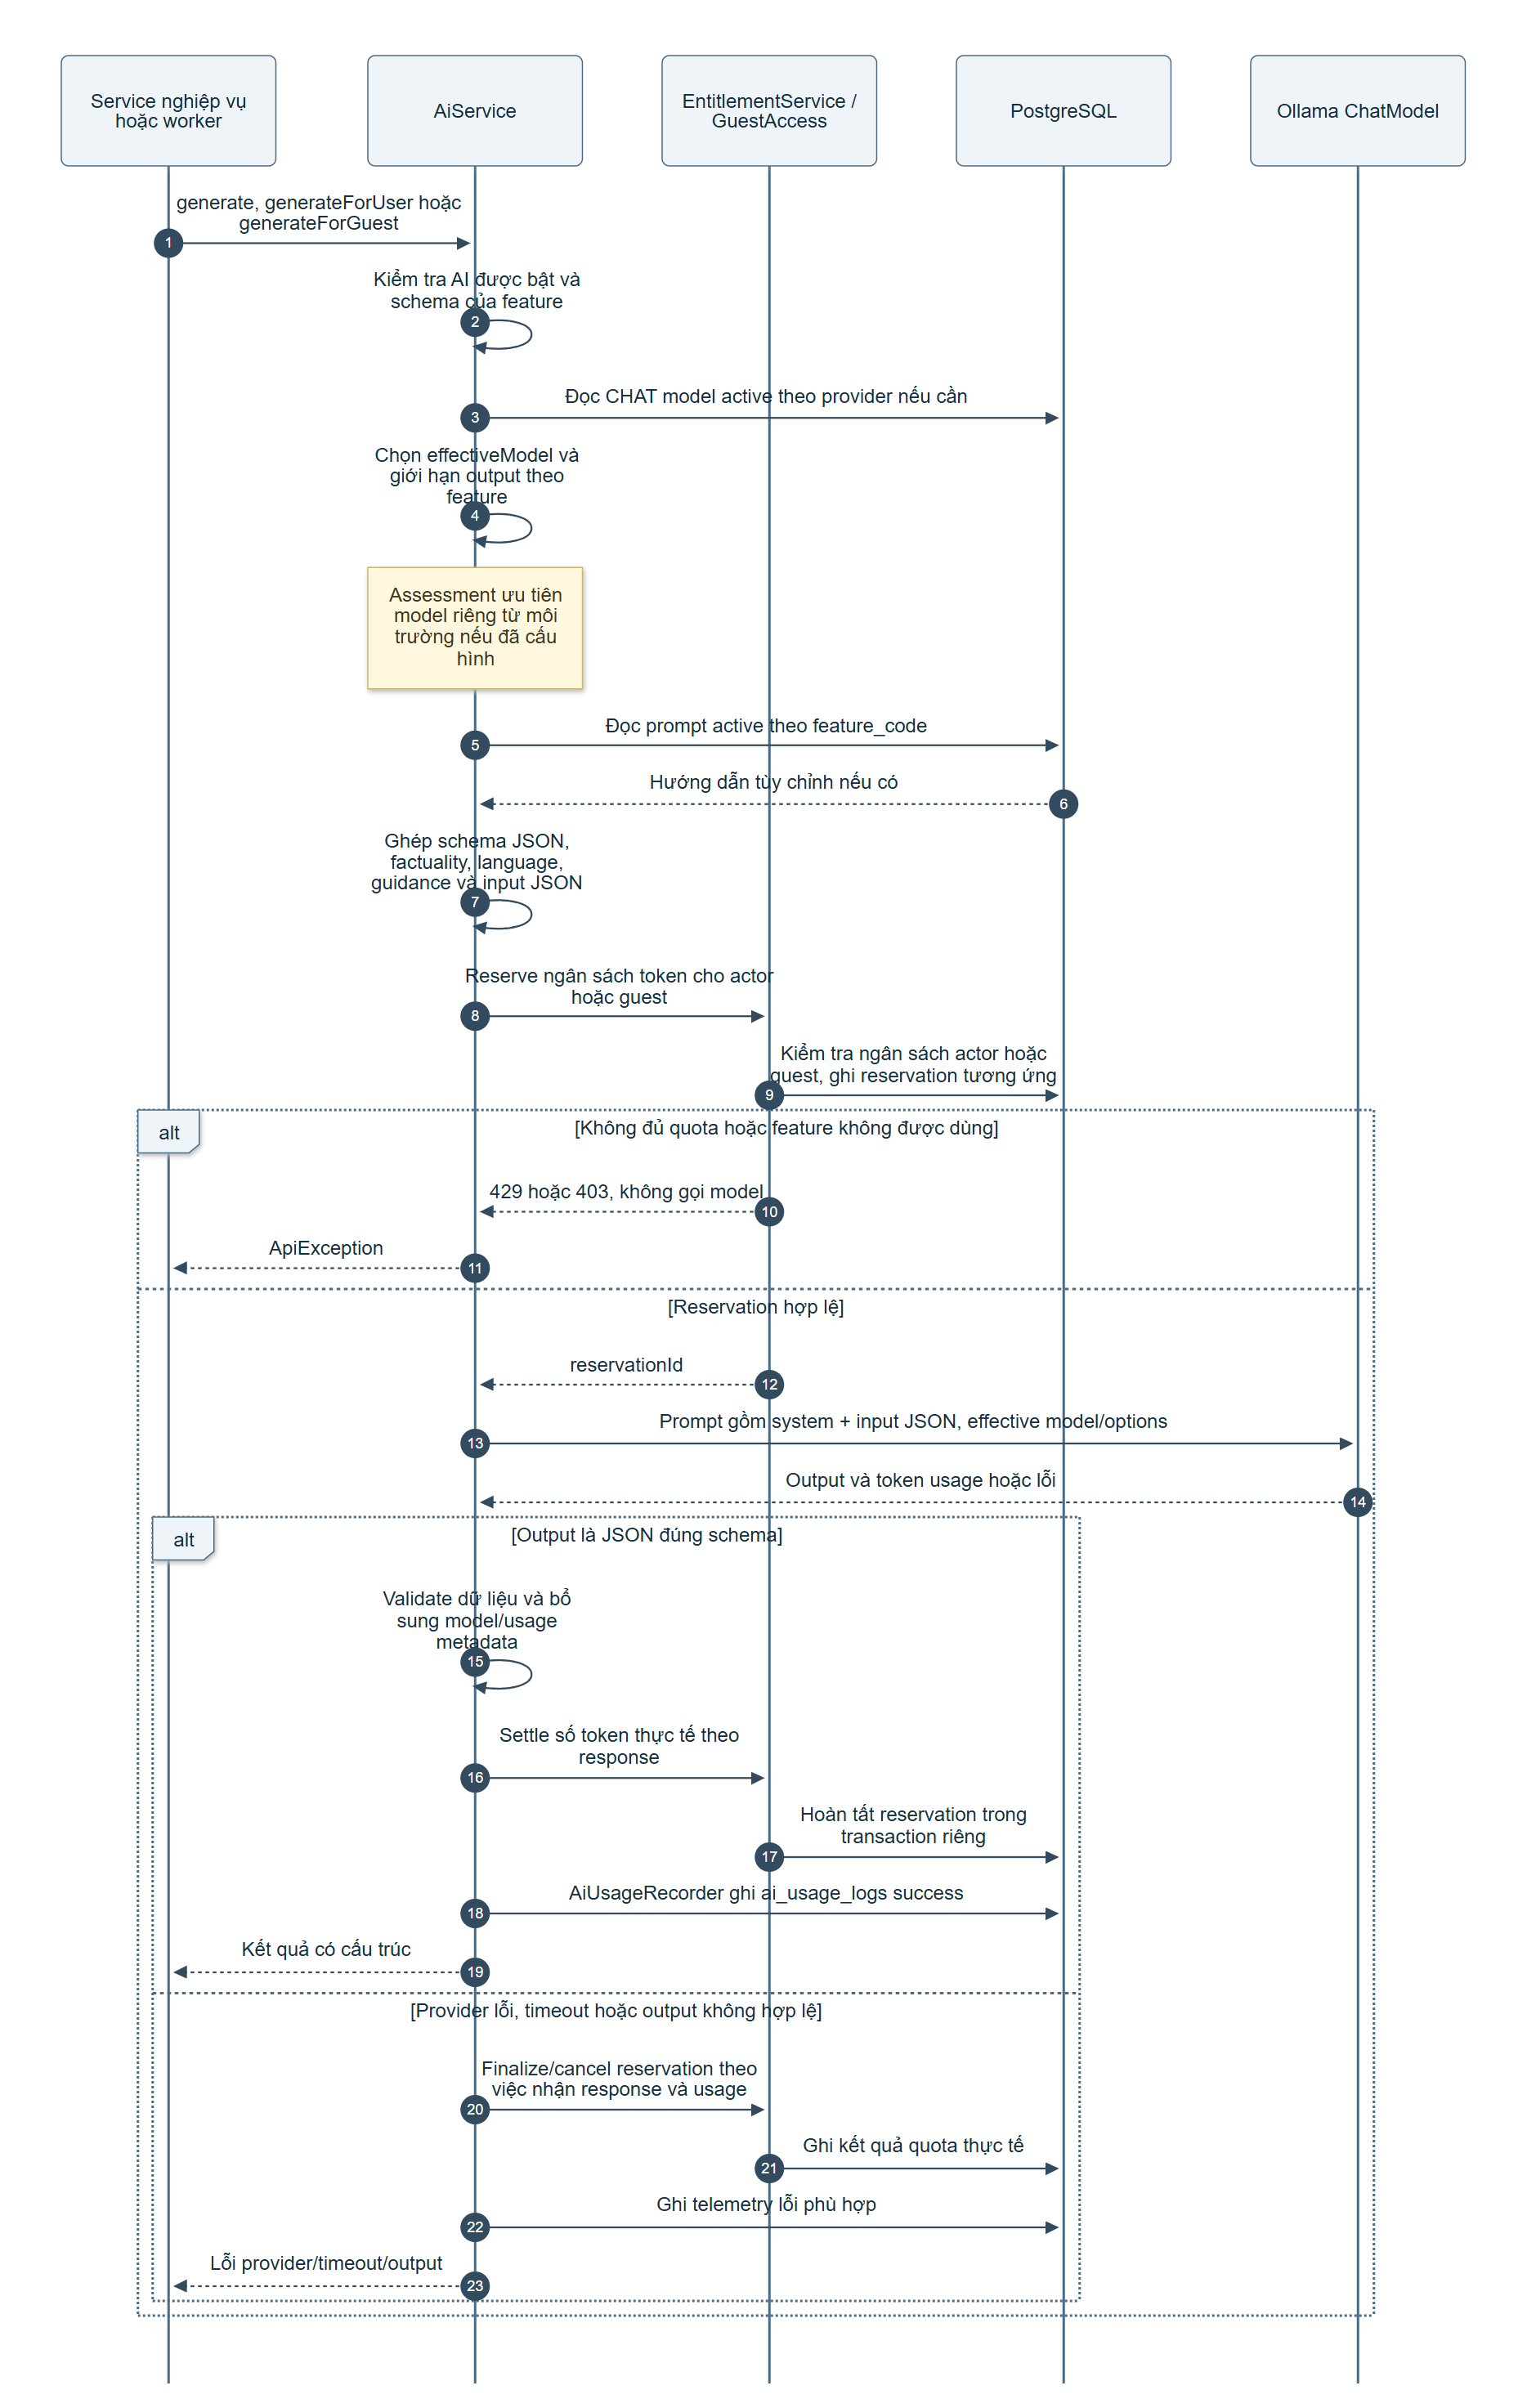 Service nghiệp vụ
hoặc worker
AiService
EntitlementService /
GuestAccess
PostgreSQL
Ollama ChatModel
generate, generateForUser hoặc
generateForGuest
1
Kiểm tra AI được bật và
schema của feature
2
Đọc CHAT model active theo provider nếu cần
3
Chọn effectiveModel và
giới hạn output theo
feature
4
Assessment ưu tiên
model riêng từ môi
trường nếu đã cấu
hình
Đọc prompt active theo feature_code
5
Hướng dẫn tùy chỉnh nếu có
6
Ghép schema JSON,
factuality, language,
guidance và input JSON
7
Reserve ngân sách token cho actor
hoặc guest
8
Kiểm tra ngân sách actor hoặc
guest, ghi reservation tương ứng
9
alt
[Không đủ quota hoặc feature không được dùng]
429 hoặc 403, không gọi model
10
ApiException
11
[Reservation hợp lệ]
reservationId
12
Prompt gồm system + input JSON, effective model/options
13
Output và token usage hoặc lỗi
14
alt
[Output là JSON đúng schema]
Validate dữ liệu và bổ
sung model/usage
metadata
15
Settle số token thực tế theo
response
16
Hoàn tất reservation trong
transaction riêng
17
AiUsageRecorder ghi ai_usage_logs success
18
Kết quả có cấu trúc
19
[Provider lỗi, timeout hoặc output không hợp lệ]
Finalize/cancel reservation theo
việc nhận response và usage
20
Ghi kết quả quota thực tế
21
Ghi telemetry lỗi phù hợp
22
Lỗi provider/timeout/output
23